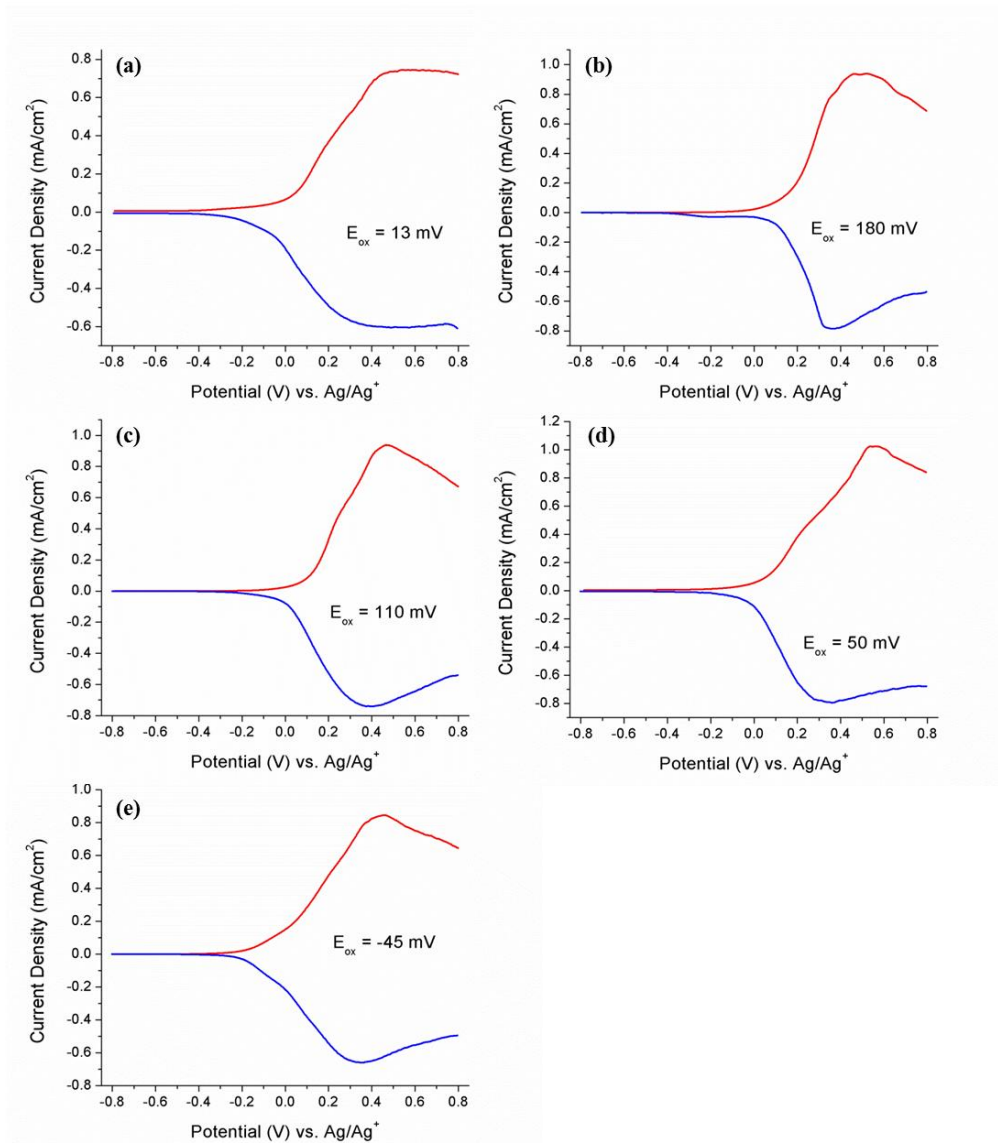 (a)
0.8
0.6
0.4
0.2
0.0
-0.2
-0.4
-0.6
Current Density (mA/cm²)
Eox = 13 mV
-0.8 -0.6 -0.4 -0.2 0.0 0.2 0.4 0.6 0.8
Potential (V) vs. Ag/Ag⁺
(b)
1.0
0.8
0.6
0.4
0.2
0.0
-0.2
-0.4
-0.6
-0.8
Current Density (mA/cm²)
Eox = 180 mV
-0.8 -0.6 -0.4 -0.2 0.0 0.2 0.4 0.6 0.8
Potential (V) vs. Ag/Ag⁺
(c)
1.0
0.8
0.6
0.4
0.2
0.0
-0.2
-0.4
-0.6
-0.8
Current Density (mA/cm²)
Eox = 110 mV
-0.8 -0.6 -0.4 -0.2 0.0 0.2 0.4 0.6 0.8
Potential (V) vs. Ag/Ag⁺
(d)
1.2
1.0
0.8
0.6
0.4
0.2
0.0
-0.2
-0.4
-0.6
-0.8
Current Density (mA/cm²)
Eox = 50 mV
-0.8 -0.6 -0.4 -0.2 0.0 0.2 0.4 0.6 0.8
Potential (V) vs. Ag/Ag⁺
(e)
1.0
0.8
0.6
0.4
0.2
0.0
-0.2
-0.4
-0.6
-0.8
Current Density (mA/cm²)
Eox = -45 mV
-0.8 -0.6 -0.4 -0.2 0.0 0.2 0.4 0.6 0.8
Potential (V) vs. Ag/Ag⁺